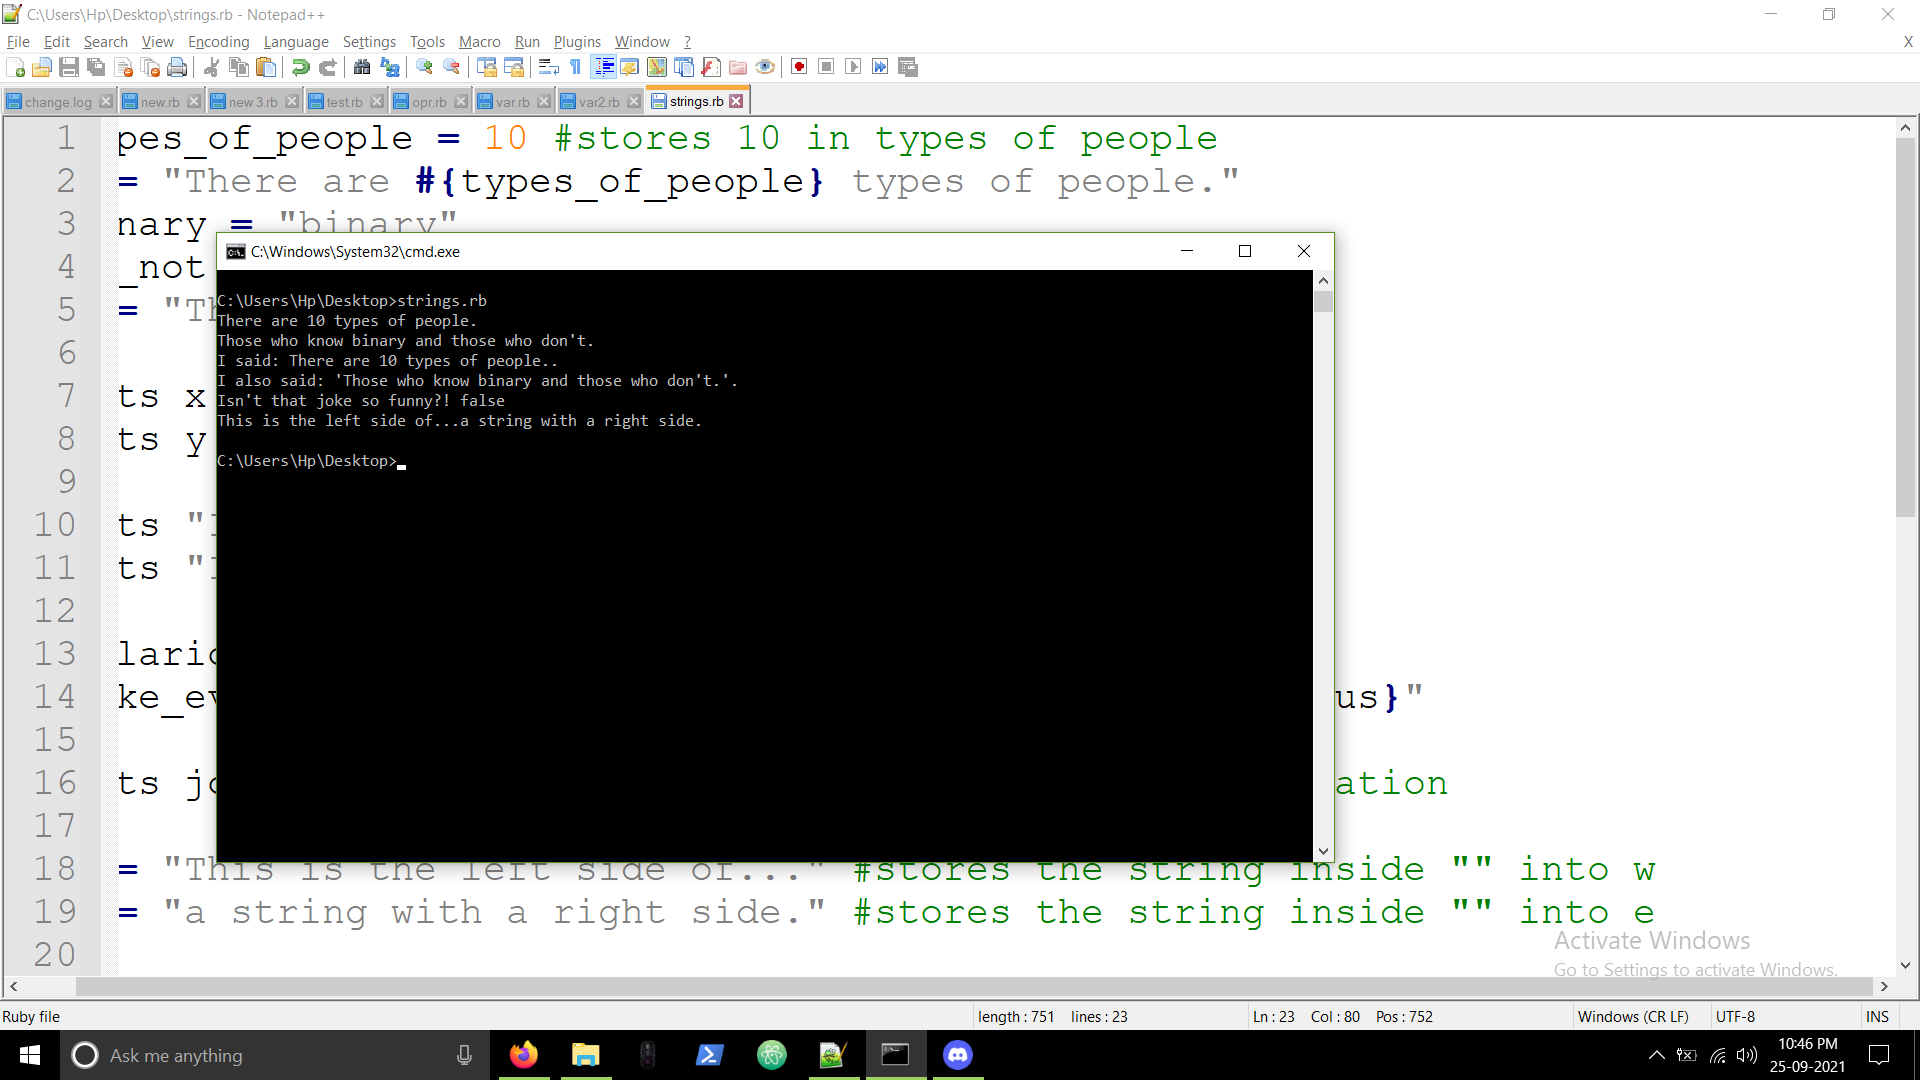 C:\Users\Hp\Desktop\strings.rb - Notepad++
File Edit Search View Encoding Language Settings Tools Macro Run Plugins Window ? X
change.log new.rb new 3.rb test.rb opr.rb var.rb var2.rb strings.rb
1 pes_of_people = 10 #stores 10 in types of people
2 = "There are #{types_of_people} types of people."
3 nary = "binary"
4 _not
5 = "Th
6
7 ts x
8 ts y
9
10 ts "I
11 ts "I
12
13 lario
14 ke_ev us}"
15
16 ts jo ation
17
18 = "This is the left side of..." #stores the string inside "" into w
19 = "a string with a right side." #stores the string inside "" into e
20
C:\Windows\System32\cmd.exe
C:\Users\Hp\Desktop>strings.rb
There are 10 types of people.
Those who know binary and those who don't.
I said: There are 10 types of people..
I also said: 'Those who know binary and those who don't.'.
Isn't that joke so funny?! false
This is the left side of...a string with a right side.
C:\Users\Hp\Desktop>
Activate Windows
Go to Settings to activate Windows.
Ruby file length : 751 lines : 23 Ln : 23 Col : 80 Pos : 752 Windows (CR LF) UTF-8 INS
Ask me anything
10:46 PM
25-09-2021